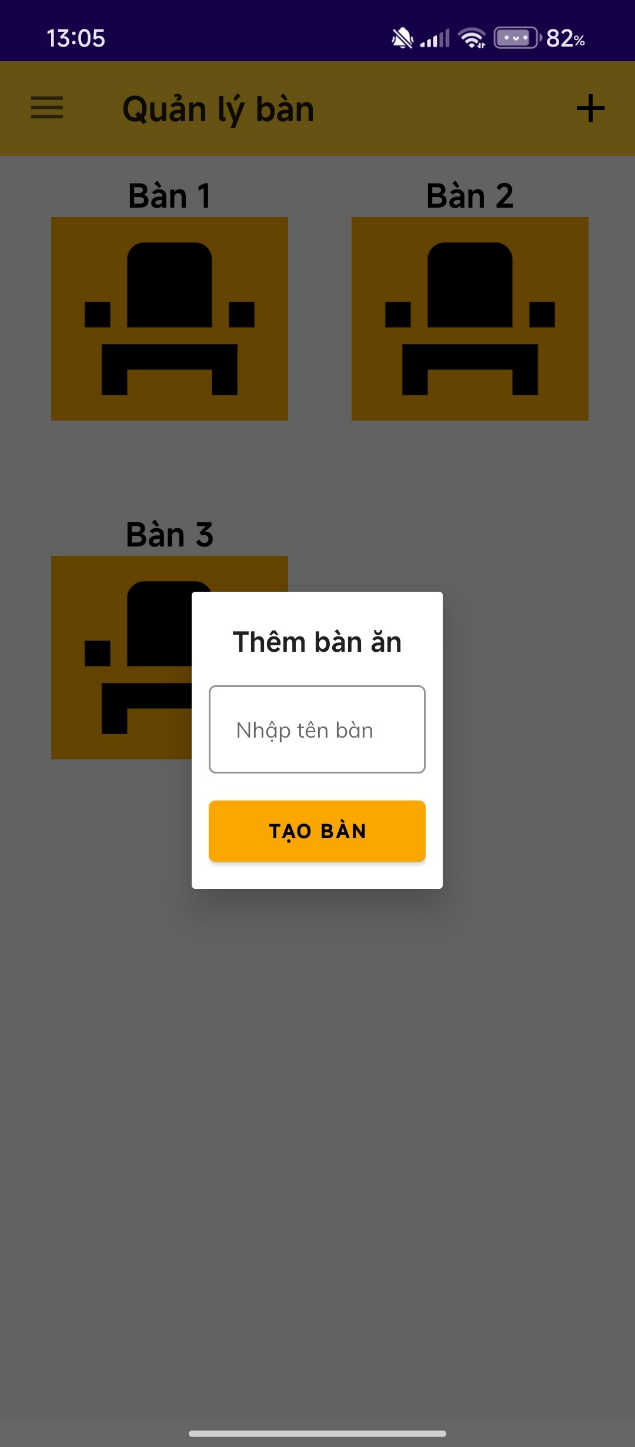 13:05 82%
Quản lý bàn
Bàn 1 Bàn 2
Bàn 3
Thêm bàn ăn
Nhập tên bàn
TẠO BÀN